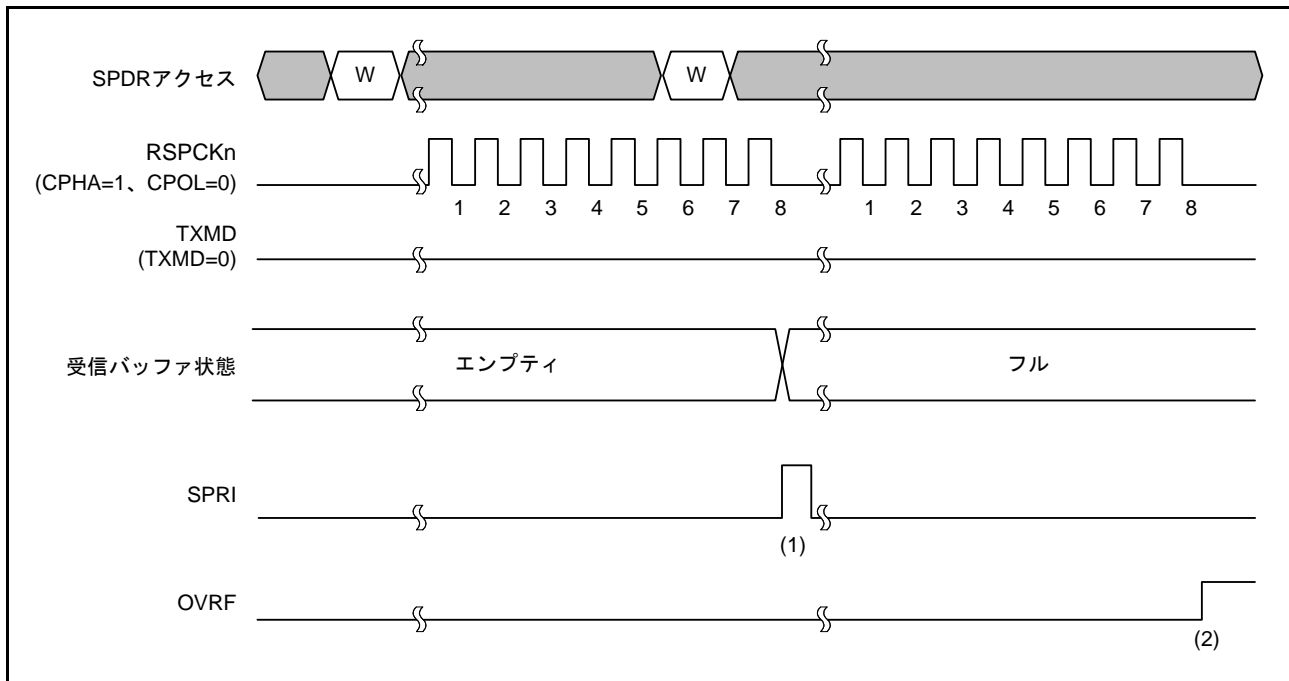 SPDRアクセス
W
W
RSPCKn
(CPHA=1、CPOL=0)
1 2 3 4 5 6 7 8 1 2 3 4 5 6 7 8
TXMD
(TXMD=0)
受信バッファ状態
エンプティ
フル
SPRI
(1)
OVRF
(2)